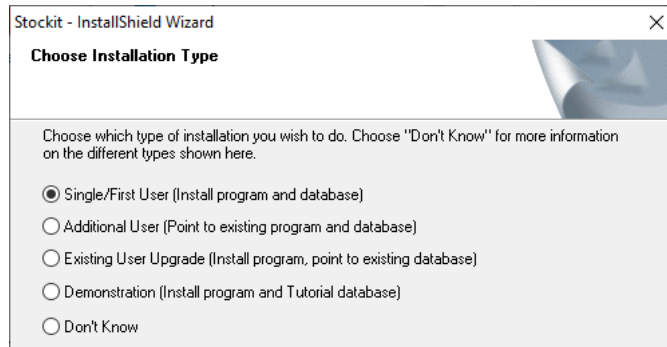 Stockit - InstallShield Wizard
Choose Installation Type
Choose which type of installation you wish to do. Choose "Don't Know" for more information
on the different types shown here.
Single/First User (Install program and database)
Additional User (Point to existing program and database)
Existing User Upgrade (Install program, point to existing database)
Demonstration (Install program and Tutorial database)
Don't Know